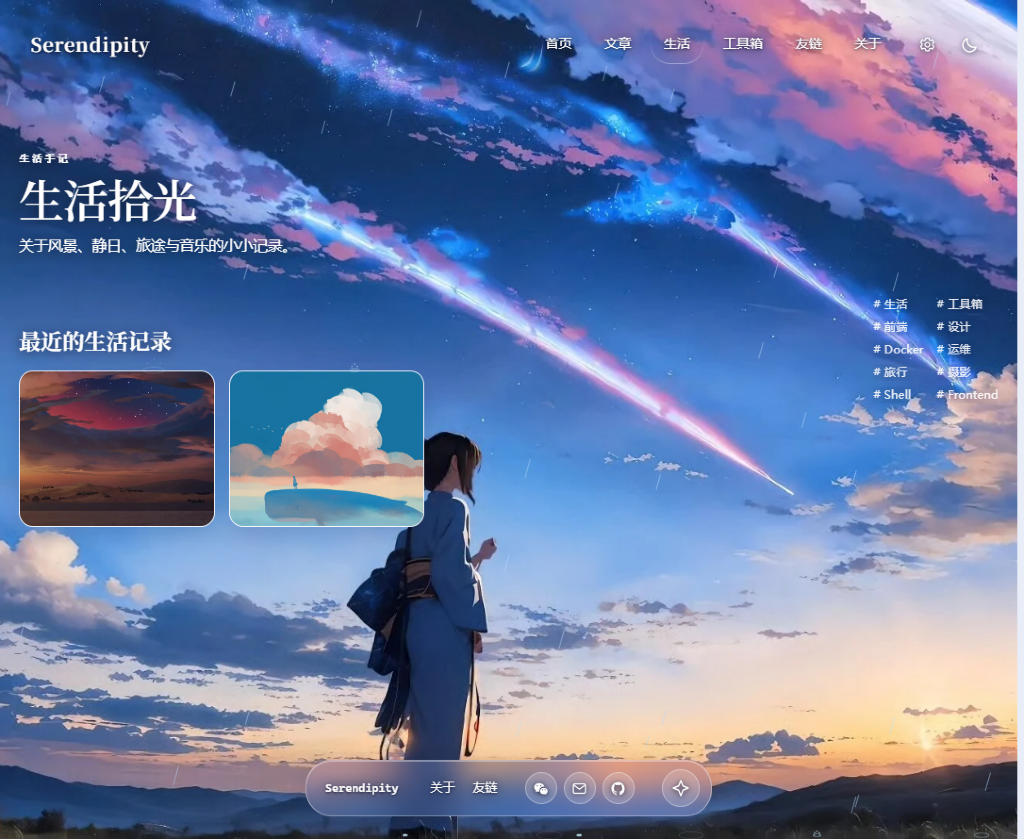 Serendipity
首页 文章 生活 工具箱 友链 关于
生活手记
生活拾光
关于风景、静日、旅途与音乐的小小记录。
# 生活 # 工具箱
# 前端 # 设计
# Docker # 运维
# 旅行 # 摄影
# Shell # Frontend
最近的生活记录
Serendipity 关于 友链